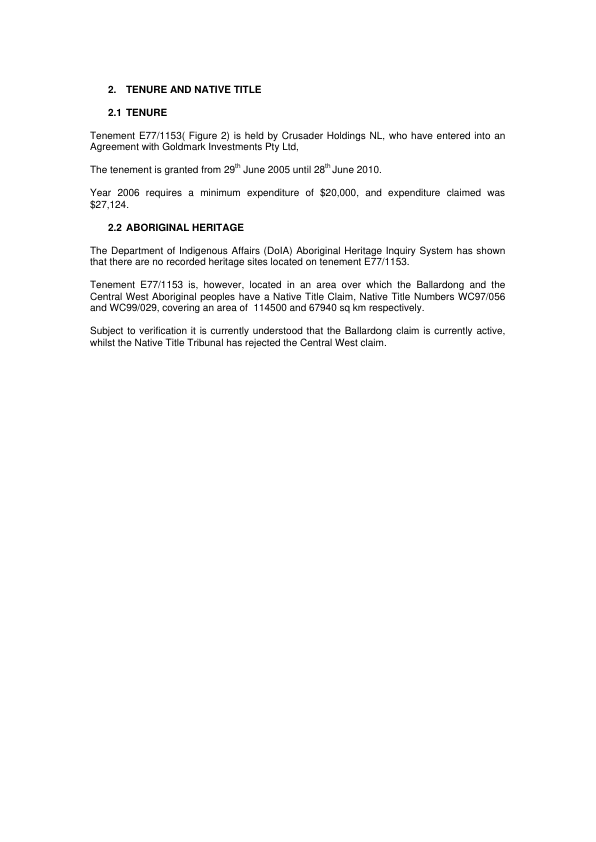 2. TENURE AND NATIVE TITLE
2.1 TENURE
Tenement E77/1153( Figure 2) is held by Crusader Holdings NL, who have entered into an
Agreement with Goldmark Investments Pty Ltd,
The tenement is granted from 29th June 2005 until 28th June 2010.
Year 2006 requires a minimum expenditure of $20,000, and expenditure claimed was
$27,124.
2.2 ABORIGINAL HERITAGE
The Department of Indigenous Affairs (DoIA) Aboriginal Heritage Inquiry System has shown
that there are no recorded heritage sites located on tenement E77/1153.
Tenement E77/1153 is, however, located in an area over which the Ballardong and the
Central West Aboriginal peoples have a Native Title Claim, Native Title Numbers WC97/056
and WC99/029, covering an area of 114500 and 67940 sq km respectively.
Subject to verification it is currently understood that the Ballardong claim is currently active,
whilst the Native Title Tribunal has rejected the Central West claim.